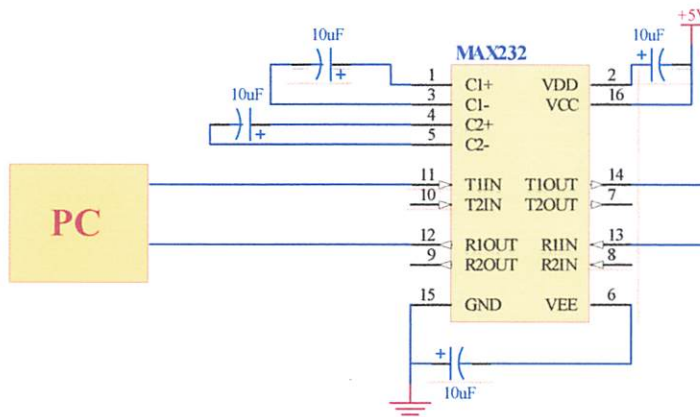 +5V
10uF
10uF
10uF
MAX232
1 C1+ VDD 2
3 C1- VCC 16
4 C2+
5 C2-
11 T1IN T1OUT 14
10 T2IN T2OUT 7
PC
12 R1OUT R1IN 13
9 R2OUT R2IN 8
15 GND VEE 6
10uF